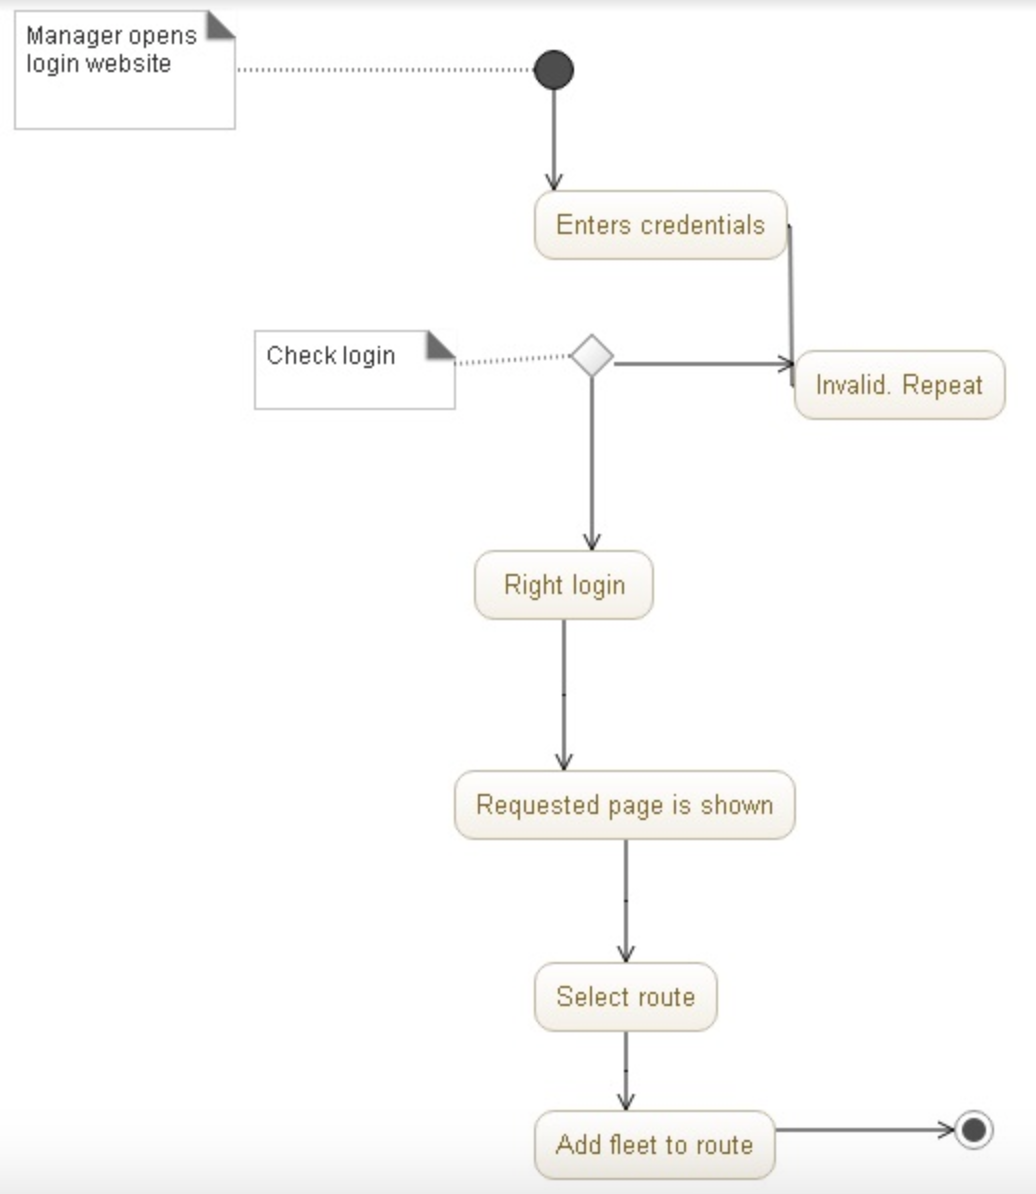 Manager opens
login website
Enters credentials
Check login
Invalid. Repeat
Right login
Requested page is shown
Select route
Add fleet to route